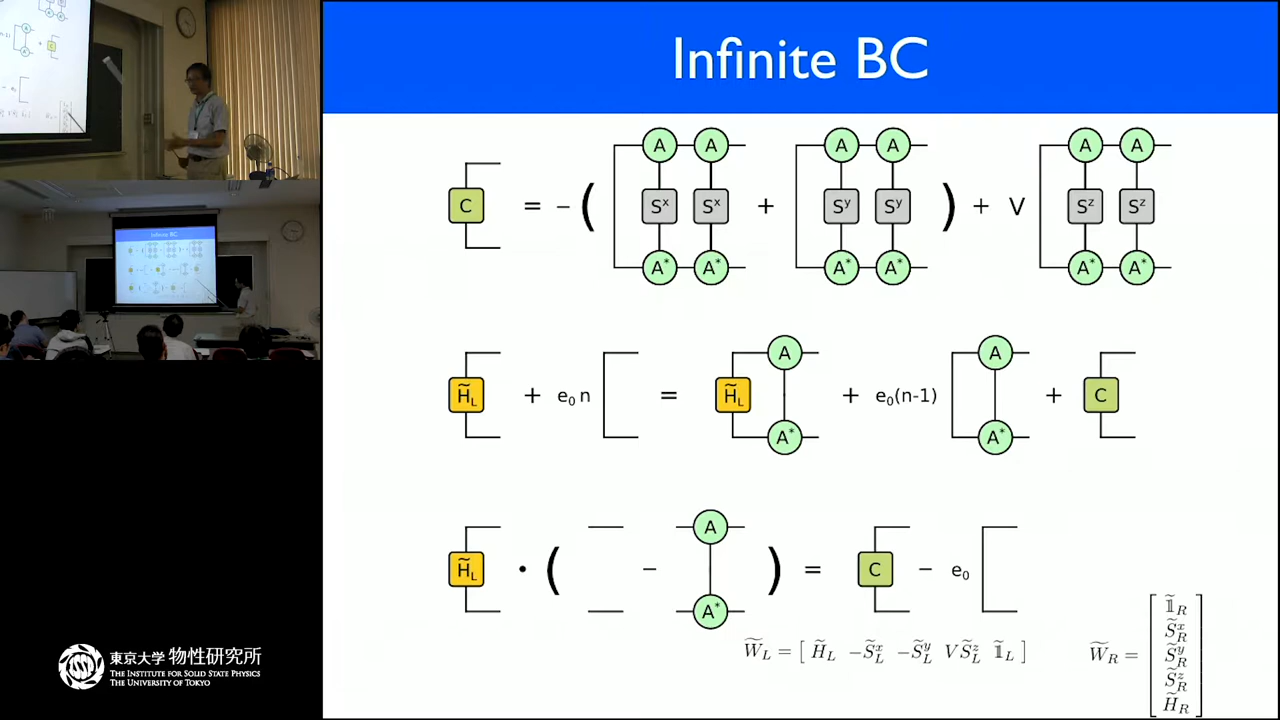 Infinite BC
C = - ( A A S^x S^x A* A* + A A S^y S^y A* A* ) + V A A S^z S^z A* A*
H̃_L + e₀ n = H̃_L A A* + e₀(n-1) A A* + C
H̃_L • ( − A A* ) = C − e₀
W̃_L = [ H̃_L −S̃^x_L −S̃^y_L VS̃^z_L 𝟙̃_L ]
W̃_R = [ 𝟙̃_R S̃^x_R S̃^y_R S̃^z_R H̃_R ]
東京大学 物性研究所
THE INSTITUTE FOR SOLID STATE PHYSICS
THE UNIVERSITY OF TOKYO